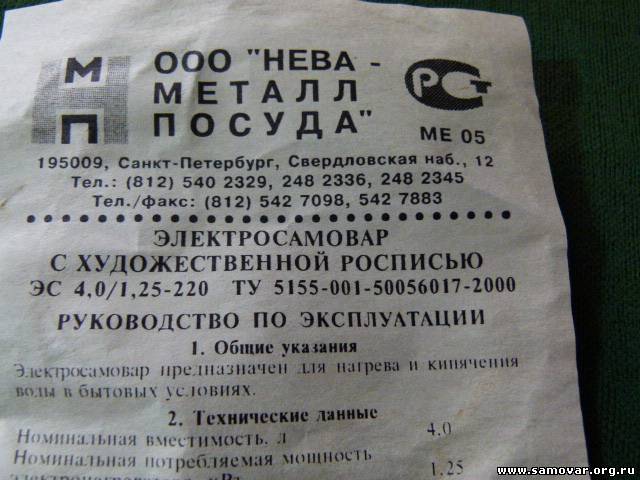 М
Н
П
ООО "НЕВА -
МЕТАЛЛ
ПОСУДА"
РСТ
МЕ 05
195009, Санкт-Петербург, Свердловская наб., 12
Тел.: (812) 540 2329, 248 2336, 248 2345
Тел./факс: (812) 542 7098, 542 7883
ЭЛЕКТРОСАМОВАР
С ХУДОЖЕСТВЕННОЙ РОСПИСЬЮ
ЭС 4,0/1,25-220 ТУ 5155-001-50056017-2000
РУКОВОДСТВО ПО ЭКСПЛУАТАЦИИ
1. Общие указания
Электросамовар предназначен для нагрева и кипячения
воды в бытовых условиях.
2. Технические данные
Номинальная вместимость, л 4,0
Номинальная потребляемая мощность
электронагревателя, кВт 1,25
www.samovar.org.ru